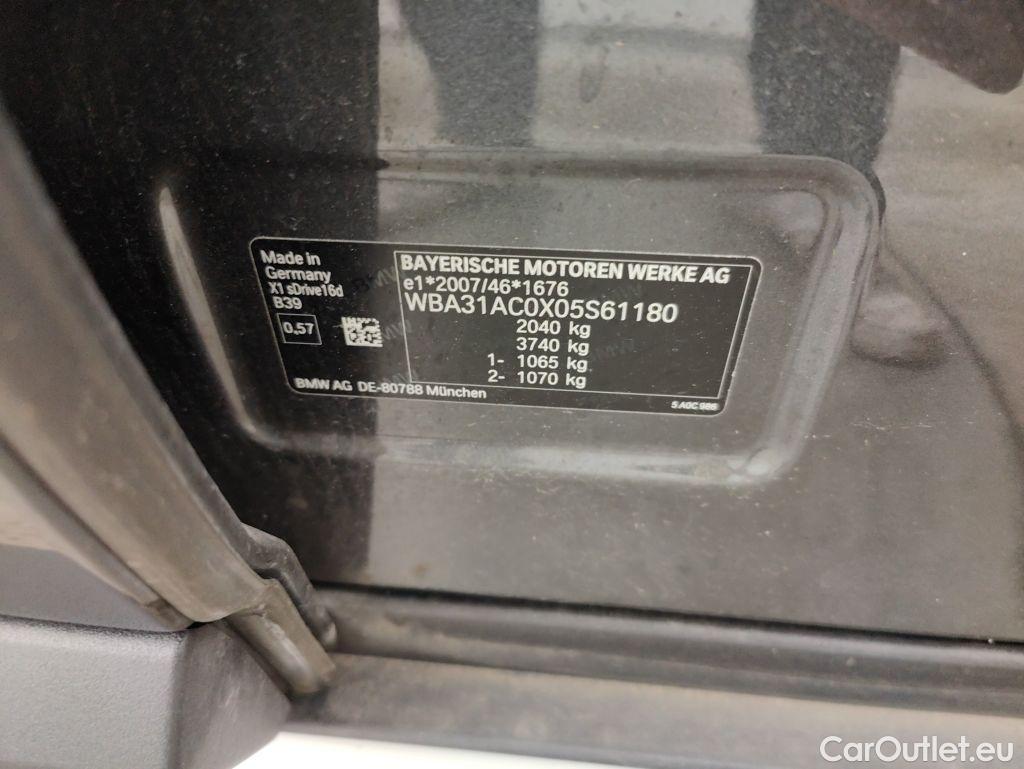 Made in
Germany
X1 sDrive16d
B39
0,57
BAYERISCHE MOTOREN WERKE AG
e1*2007/46*1676
WBA31AC0X05S61180
2040 kg
3740 kg
1- 1065 kg
2- 1070 kg
BMW AG DE-80788 München
5 A0C 986
CarOutlet.eu